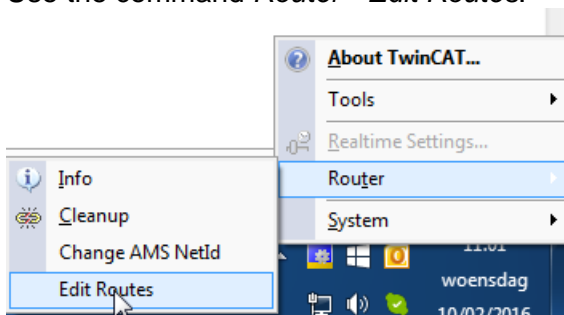 Use the command Router - Edit Routes.
About TwinCAT...
Tools
Realtime Settings...
Router
System
Info
Cleanup
Change AMS NetId
Edit Routes
11:01
woensdag
10/02/2016